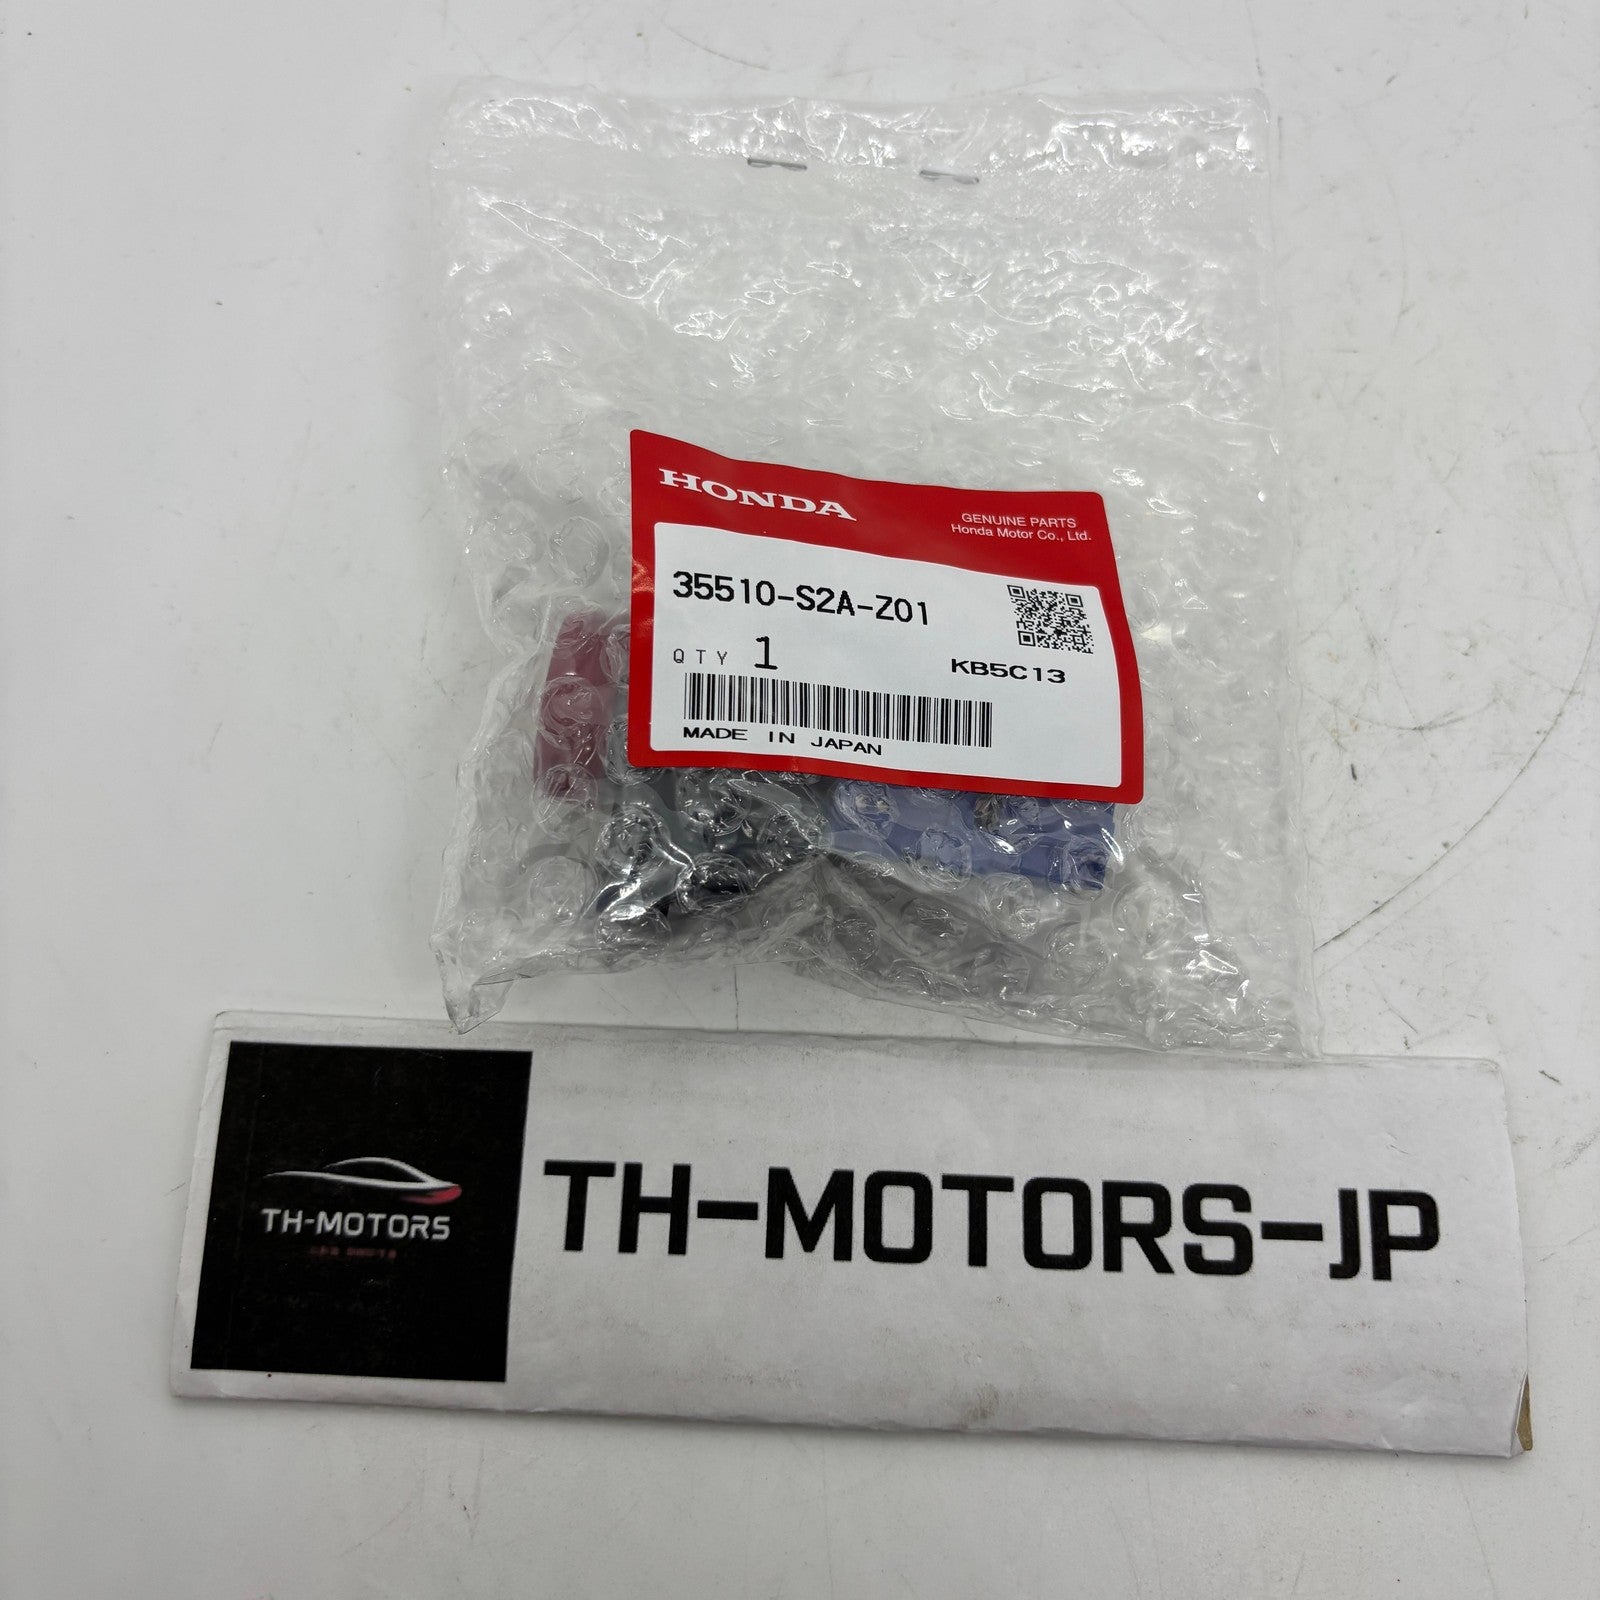 HONDA
GENUINE PARTS
Honda Motor Co., Ltd.
35510-S2A-Z01
QTY 1
KB5C13
MADE IN JAPAN
TH-MOTORS
TH-MOTORS-JP